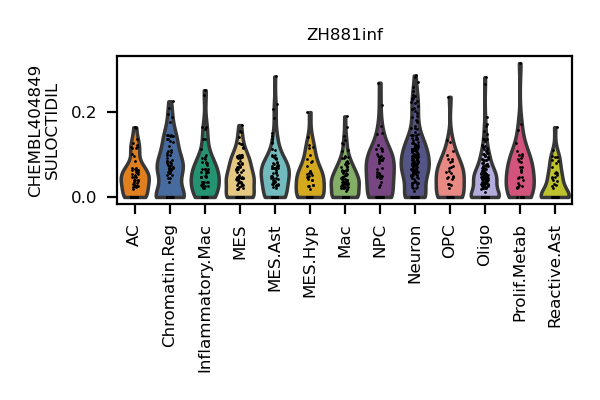 ZH881inf
CHEMBL404849
SULOCTIDIL
0.2
0.0
AC
Chromatin.Reg
Inflammatory.Mac
MES
MES.Ast
MES.Hyp
Mac
NPC
Neuron
OPC
Oligo
Prolif.Metab
Reactive.Ast